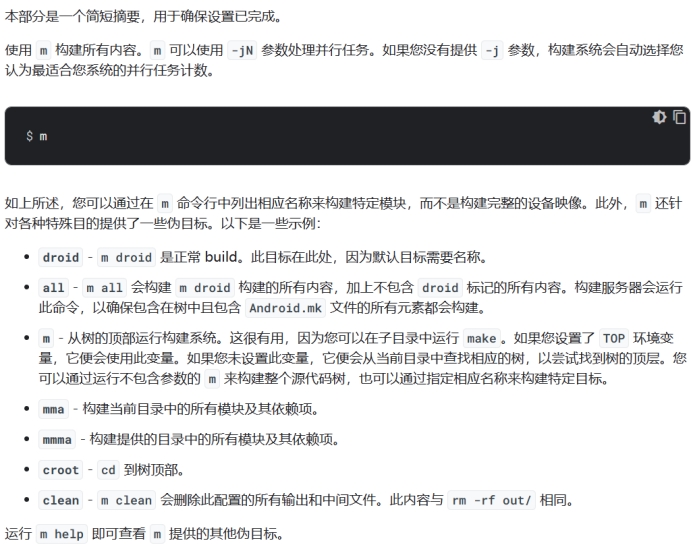 本部分是一个简短摘要，用于确保设置已完成。
使用 m 构建所有内容。m 可以使用 -jN 参数处理并行任务。如果您没有提供 -j 参数，构建系统会自动选择您
认为最适合您系统的并行任务计数。
$ m
如上所述，您可以通过在 m 命令行中列出相应名称来构建特定模块，而不是构建完整的设备映像。此外，m 还针
对各种特殊目的提供了一些伪目标。以下是一些示例：
• droid - m droid 是正常 build。此目标在此处，因为默认目标需要名称。
• all - m all 会构建 m droid 构建的所有内容，加上不包含 droid 标记的所有内容。构建服务器会运行
此命令，以确保包含在树中且包含 Android.mk 文件的所有元素都会构建。
• m - 从树的顶部运行构建系统。这很有用，因为您可以在子目录中运行 make。如果您设置了 TOP 环境变
量，它便会使用此变量。如果您未设置此变量，它便会从当前目录中查找相应的树，以尝试找到树的顶层。您
可以通过运行不包含参数的 m 来构建整个源代码树，也可以通过指定相应名称来构建特定目标。
• mma - 构建当前目录中的所有模块及其依赖项。
• mmma - 构建提供的目录中的所有模块及其依赖项。
• croot - cd 到树顶部。
• clean - m clean 会删除此配置的所有输出和中间文件。此内容与 rm -rf out/ 相同。
运行 m help 即可查看 m 提供的其他伪目标。